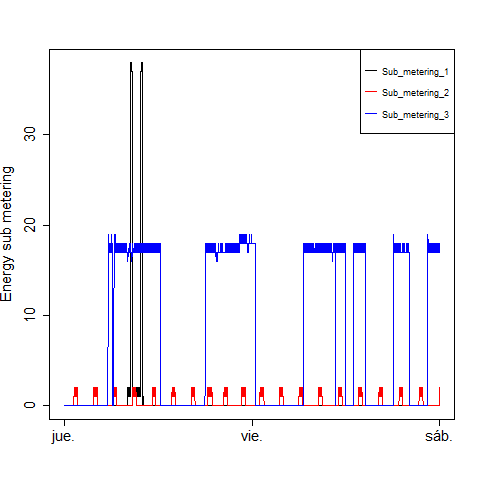 Sub_metering_1
Sub_metering_2
Sub_metering_3
Energy sub metering
30
20
10
0
jue.
vie.
sáb.